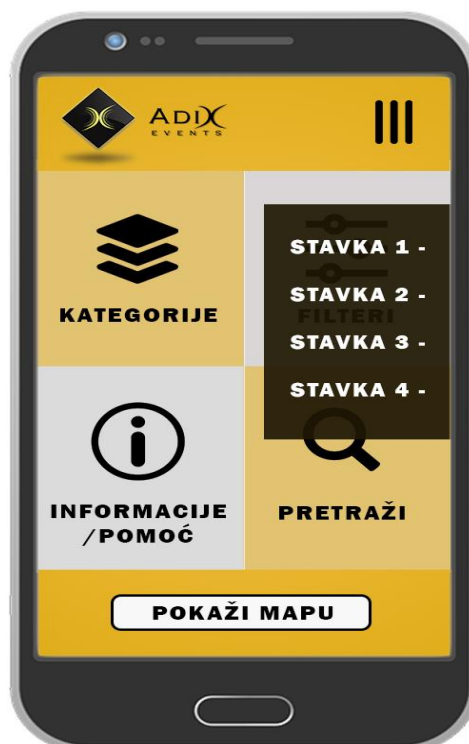 ADIX
EVENTS
KATEGORIJE
STAVKA 1 -
STAVKA 2 -
FILTERI
STAVKA 3 -
STAVKA 4 -
INFORMACIJE
/POMOĆ
PRETRAŽI
POKAŽI MAPU